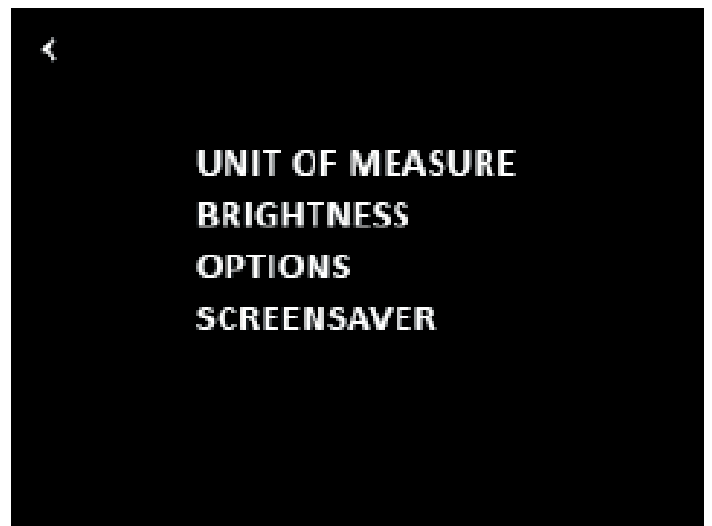 <
UNIT OF MEASURE
BRIGHTNESS
OPTIONS
SCREENSAVER